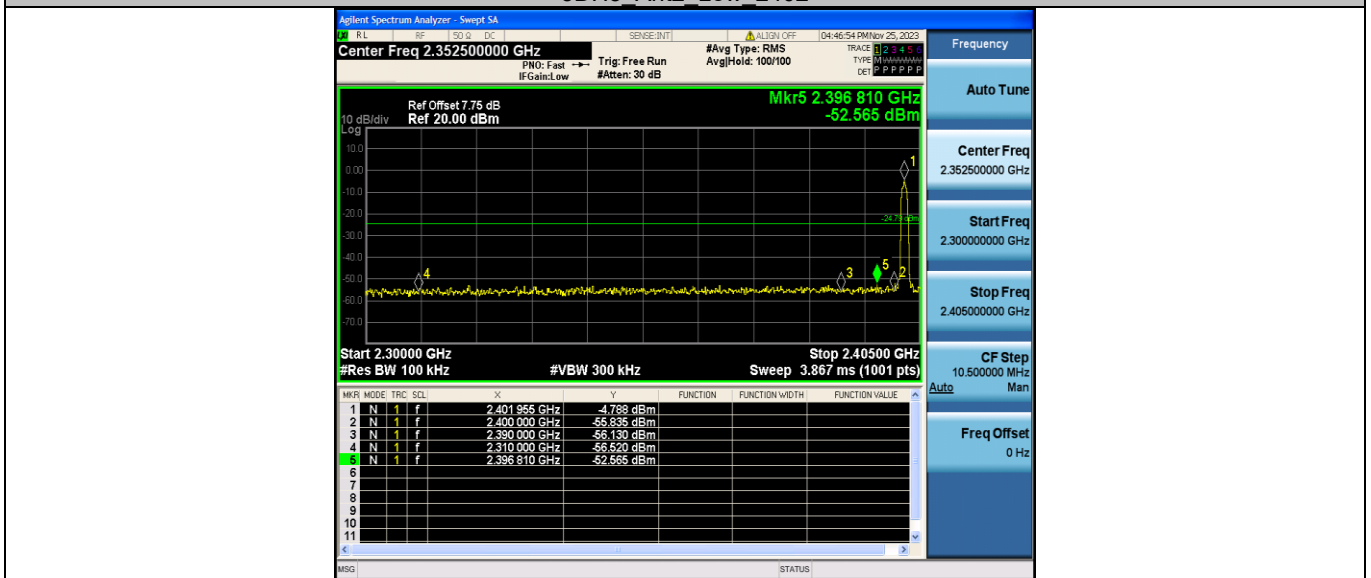 Agilent Spectrum Analyzer - Swept SA
RL RF 50 Ω DC SENSE:INT ALIGN OFF 04:46:54 PM Nov 25, 2023
Center Freq 2.352500000 GHz
PNO: Fast
IFGain:Low
Trig: Free Run
#Atten: 30 dB
#Avg Type: RMS
Avg|Hold: 100/100
TRACE 1 2 3 4 5 6
TYPE M
DET P P P P P P
Ref Offset 7.75 dB
Ref 20.00 dBm
10 dB/div
Log
Mkr5 2.396 810 GHz
-52.565 dBm
10.0
0.00
-10.0
-20.0
-30.0
-40.0
-50.0
-60.0
-70.0
-24.79 dBm
1
4
3
5
2
Start 2.30000 GHz Stop 2.40500 GHz
#Res BW 100 kHz #VBW 300 kHz Sweep 3.867 ms (1001 pts)
MKR MODE TRC SCL X Y FUNCTION FUNCTION WIDTH FUNCTION VALUE
1 N 1 f 2.401 955 GHz -4.788 dBm
2 N 1 f 2.400 000 GHz -55.835 dBm
3 N 1 f 2.390 000 GHz -56.130 dBm
4 N 1 f 2.310 000 GHz -56.520 dBm
5 N 1 f 2.396 810 GHz -52.565 dBm
6
7
8
9
10
11
MSG STATUS
Frequency
Auto Tune
Center Freq
2.352500000 GHz
Start Freq
2.300000000 GHz
Stop Freq
2.405000000 GHz
CF Step
10.500000 MHz
Auto Man
Freq Offset
0 Hz